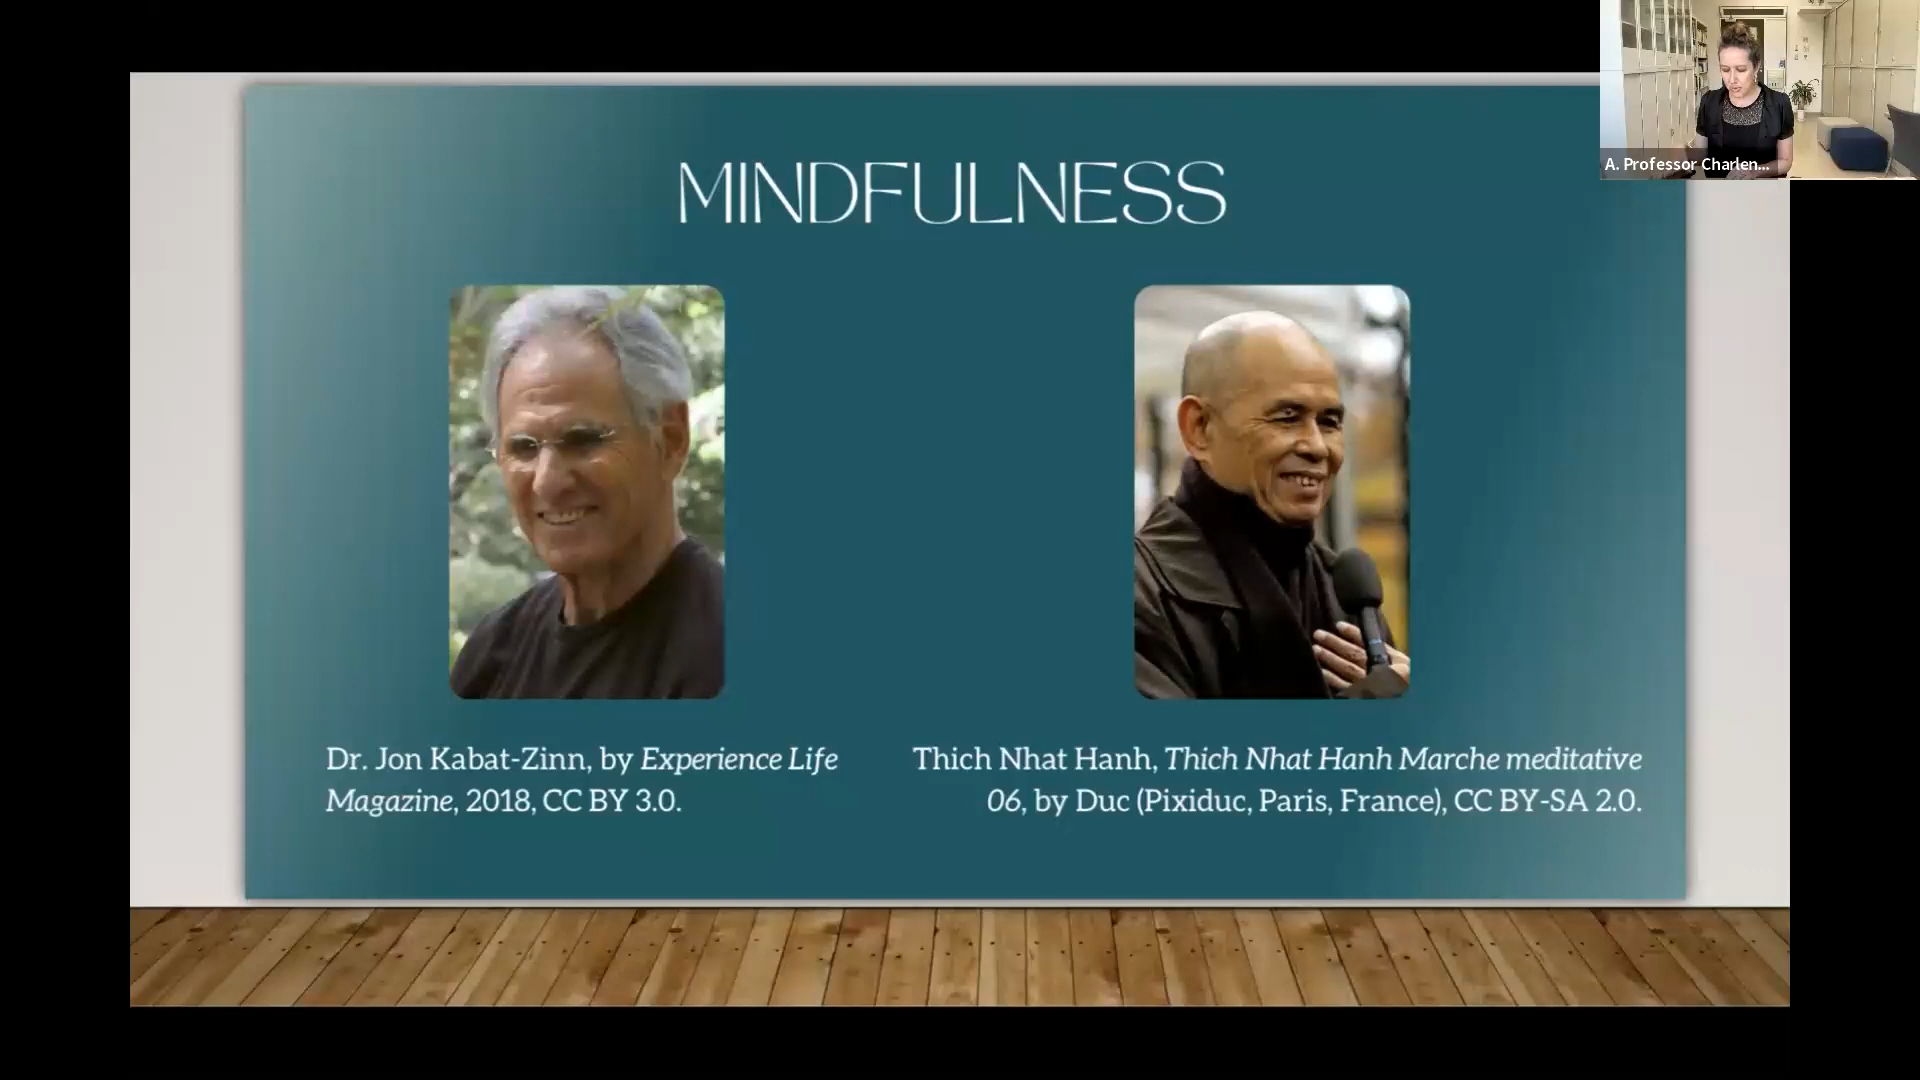 A. Professor Charlen...
MINDFULNESS
Dr. Jon Kabat-Zinn, by Experience Life
Magazine, 2018, CC BY 3.0.
Thich Nhat Hanh, Thich Nhat Hanh Marche meditative
06, by Duc (Pixiduc, Paris, France), CC BY-SA 2.0.